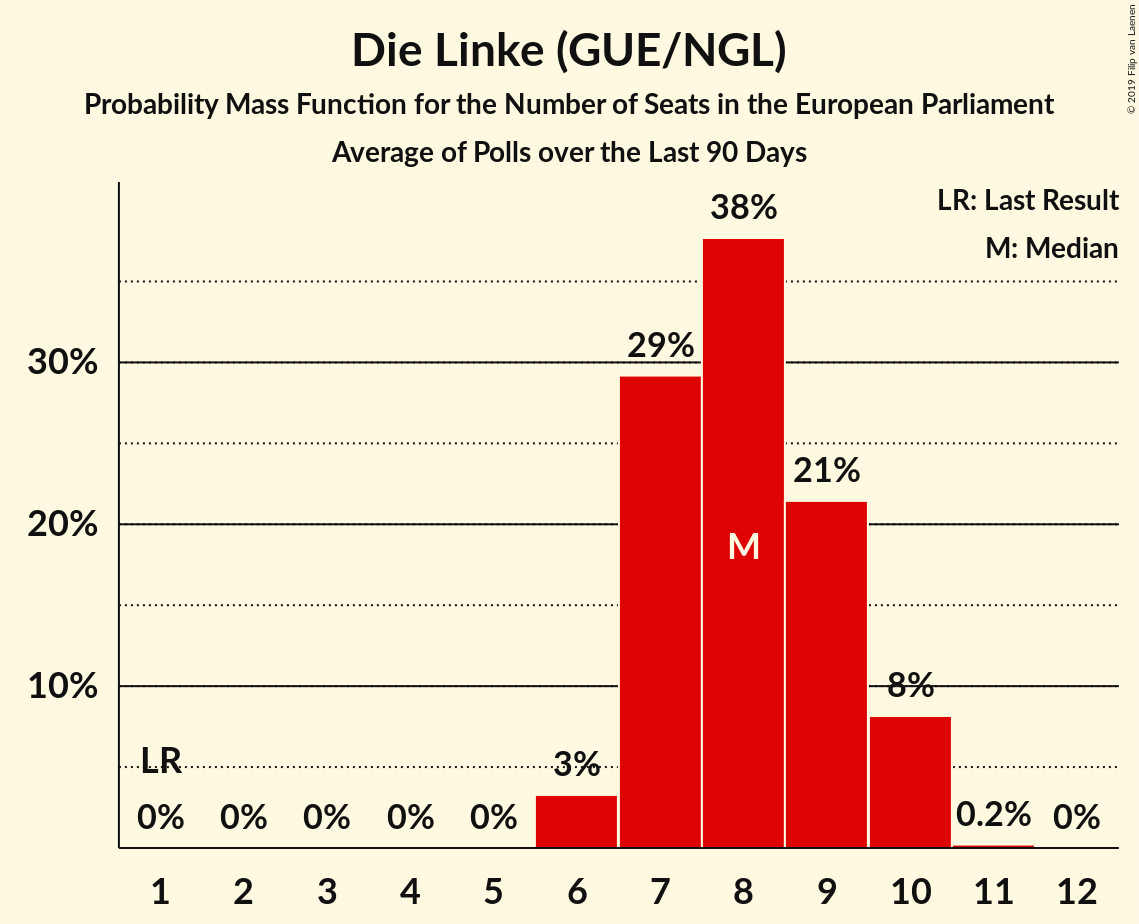 Die Linke (GUE/NGL)
Probability Mass Function for the Number of Seats in the European Parliament
Average of Polls over the Last 90 Days
© 2019 Filip van Laenen
LR: Last Result
M: Median
38%
29%
30%
21%
20%
M
10%
8%
LR
3%
0% 0% 0% 0% 0% 0.2% 0%
1 2 3 4 5 6 7 8 9 10 11 12